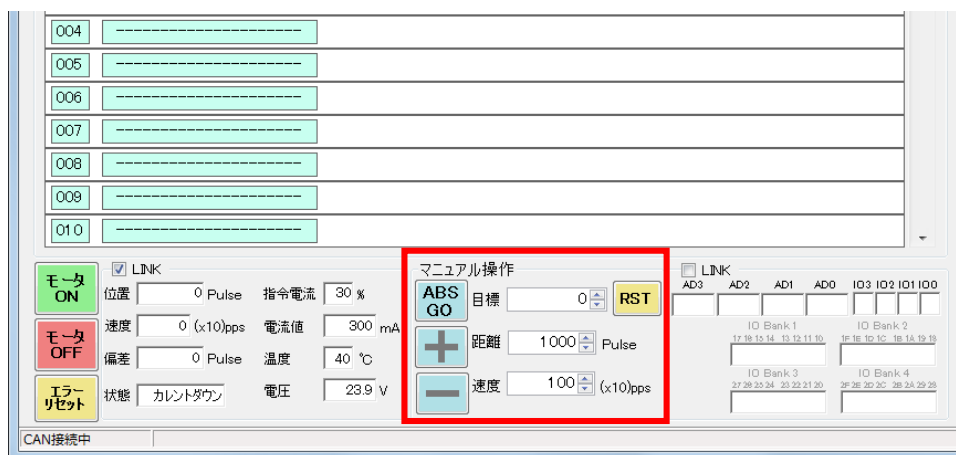 004 ---------------------
005 ---------------------
006 ---------------------
007 ---------------------
008 ---------------------
009 ---------------------
010 ---------------------
モータ
ON
モータ
OFF
エラー
リセット
LINK
位置 0 Pulse 指令電流 30 %
速度 0 (x10)pps 電流値 300 mA
偏差 0 Pulse 温度 40 ℃
状態 カレントダウン 電圧 23.9 V
マニュアル操作
ABS
GO
目標 0 RST
+ 距離 1000 Pulse
- 速度 100 (x10)pps
LINK
AD3 AD2 AD1 AD0 IO3 IO2 IO1 IO0
IO Bank 1 IO Bank 2
IO Bank 3 IO Bank 4
CAN接続中